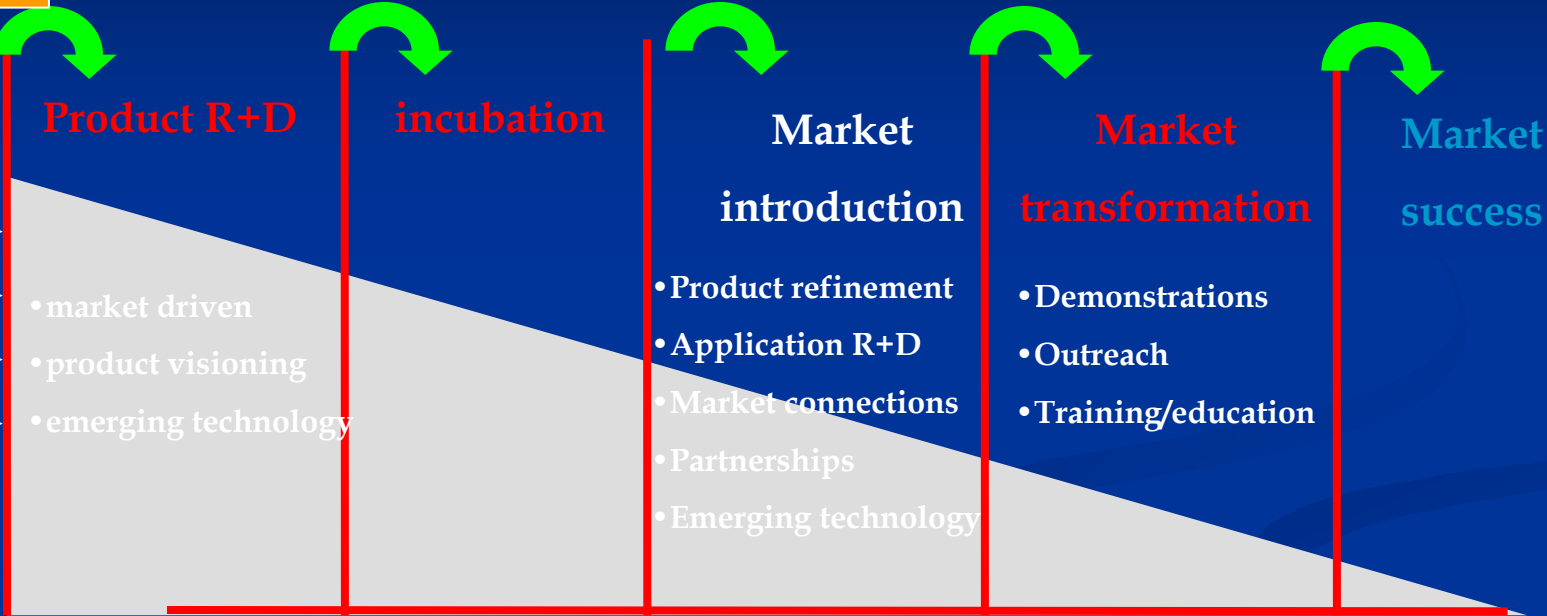 Product R+D
•market driven
•product visioning
•emerging technology
incubation
Market
introduction
•Product refinement
•Application R+D
•Market connections
•Partnerships
•Emerging technology
Market
transformation
•Demonstrations
•Outreach
•Training/education
Market
success